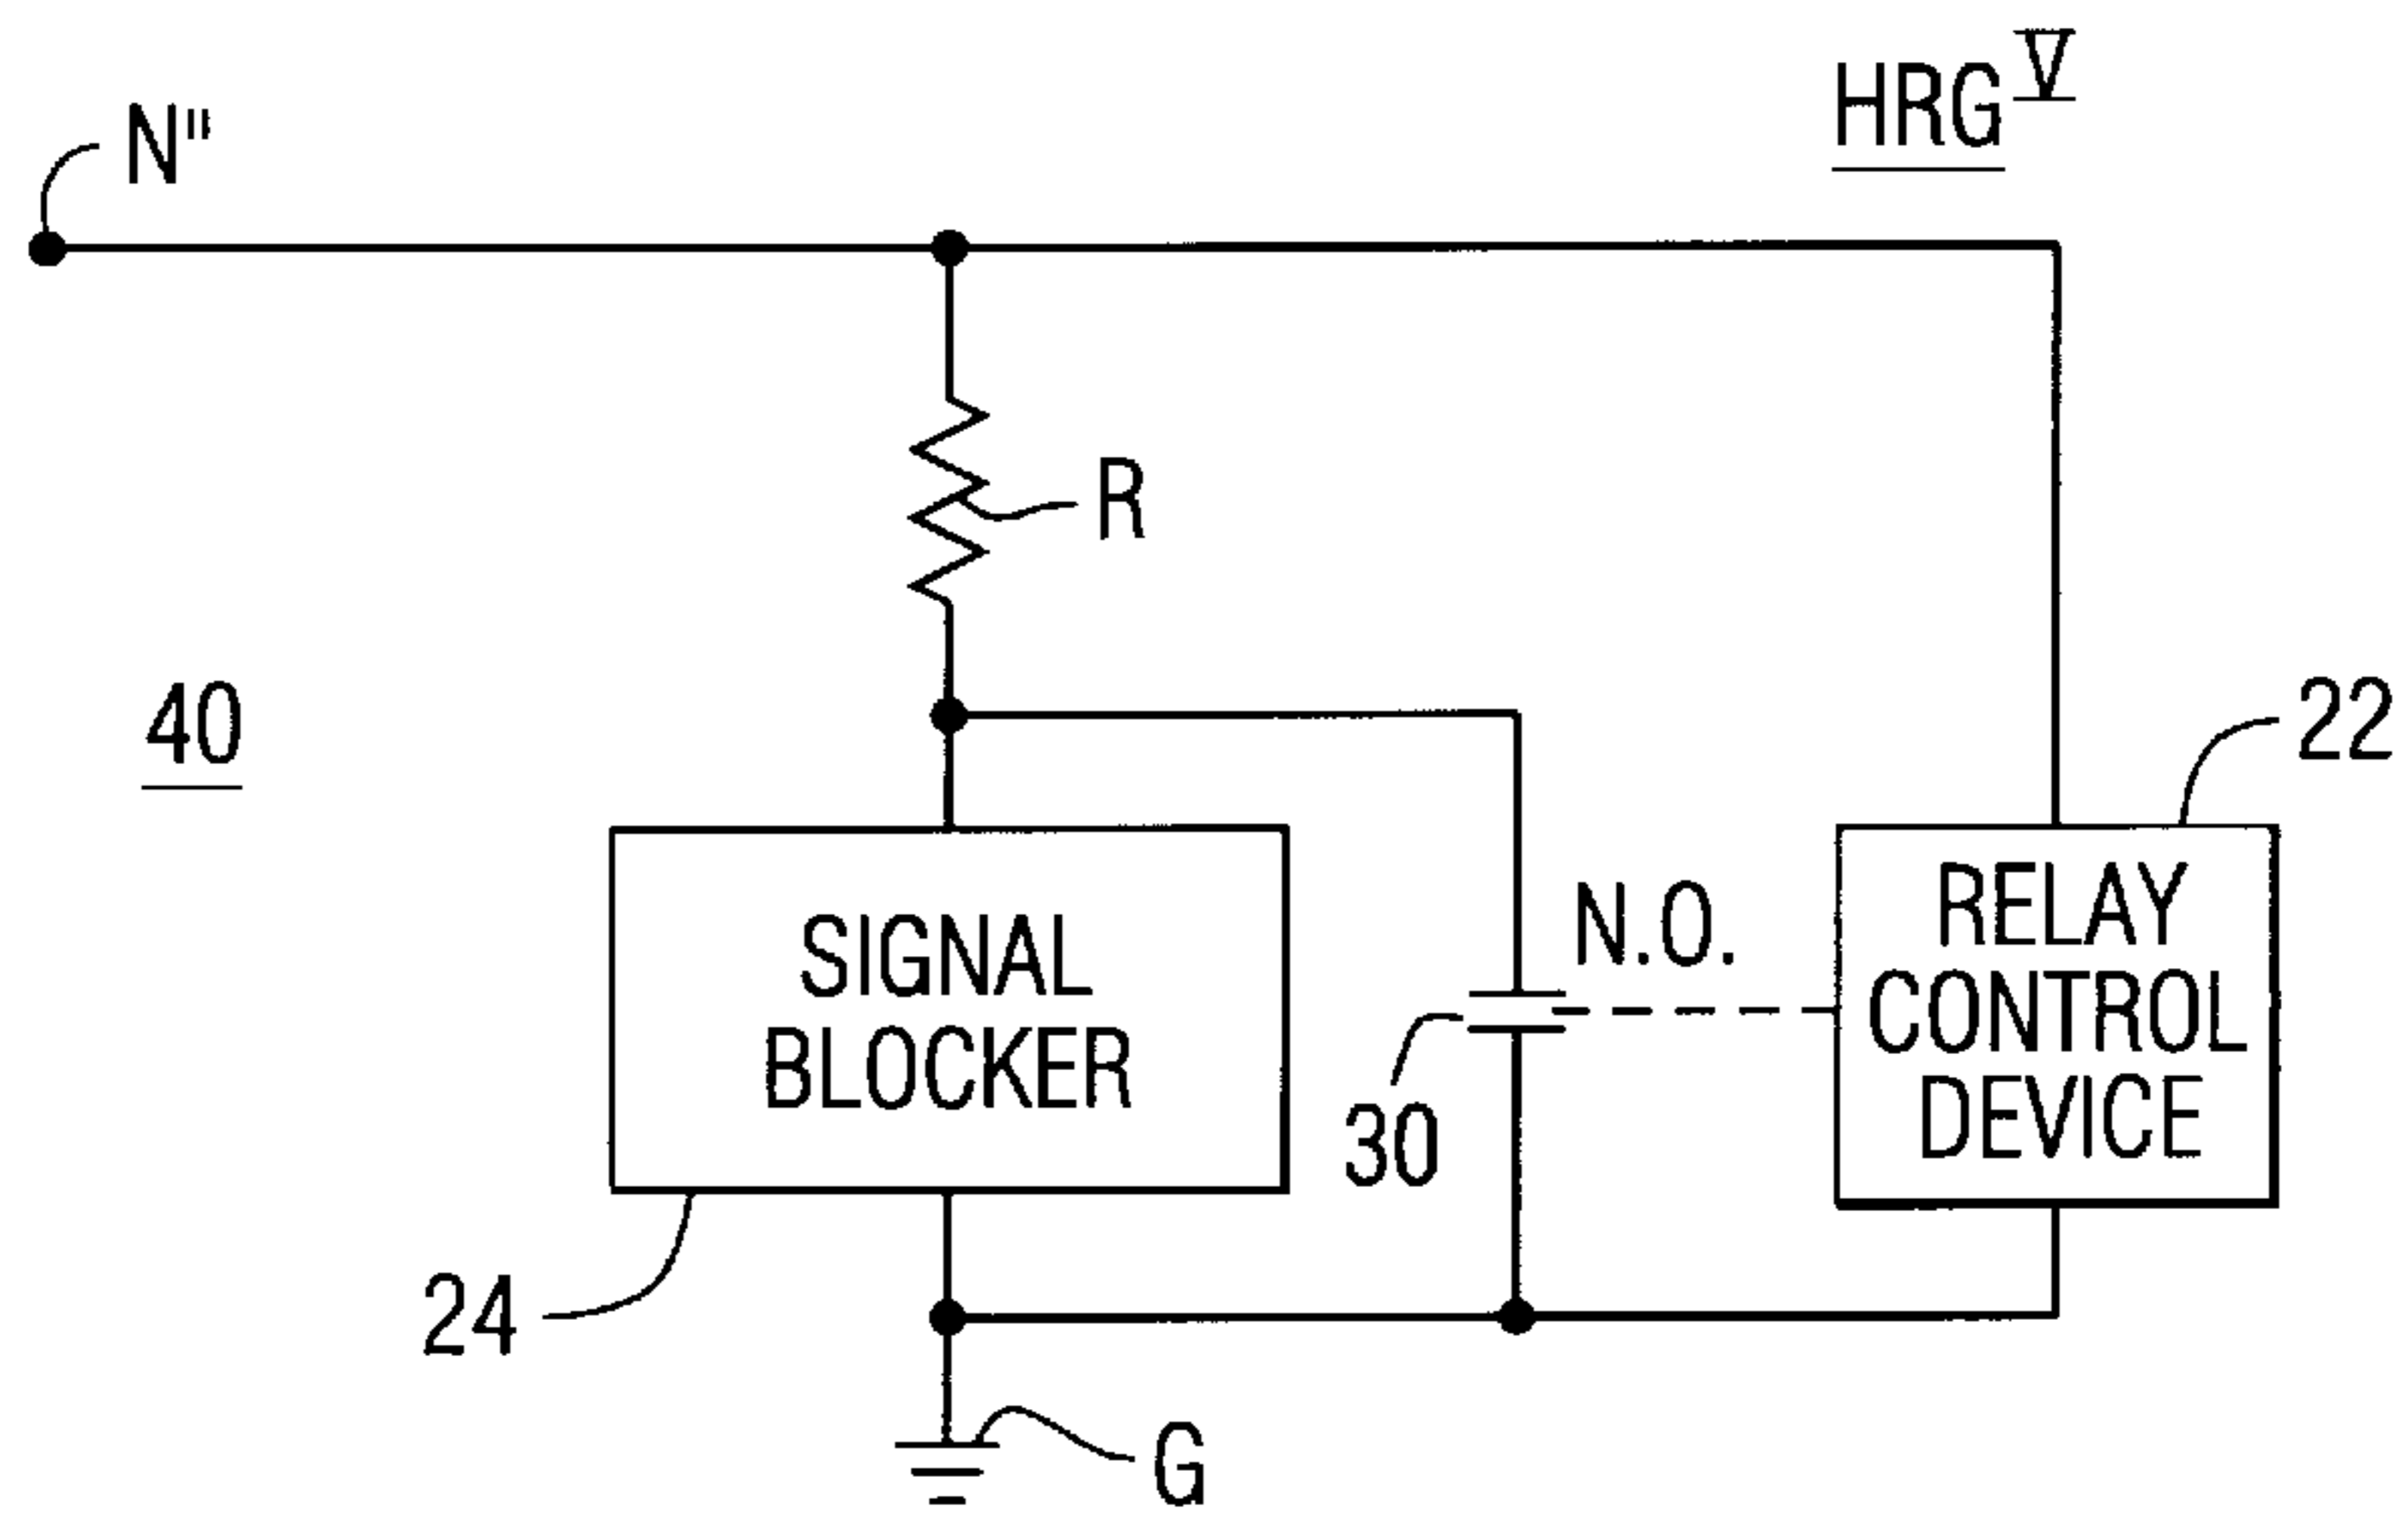 HRG V
N"
R
40
22
RELAY
CONTROL
DEVICE
N.O.
SIGNAL
BLOCKER
30
24
G